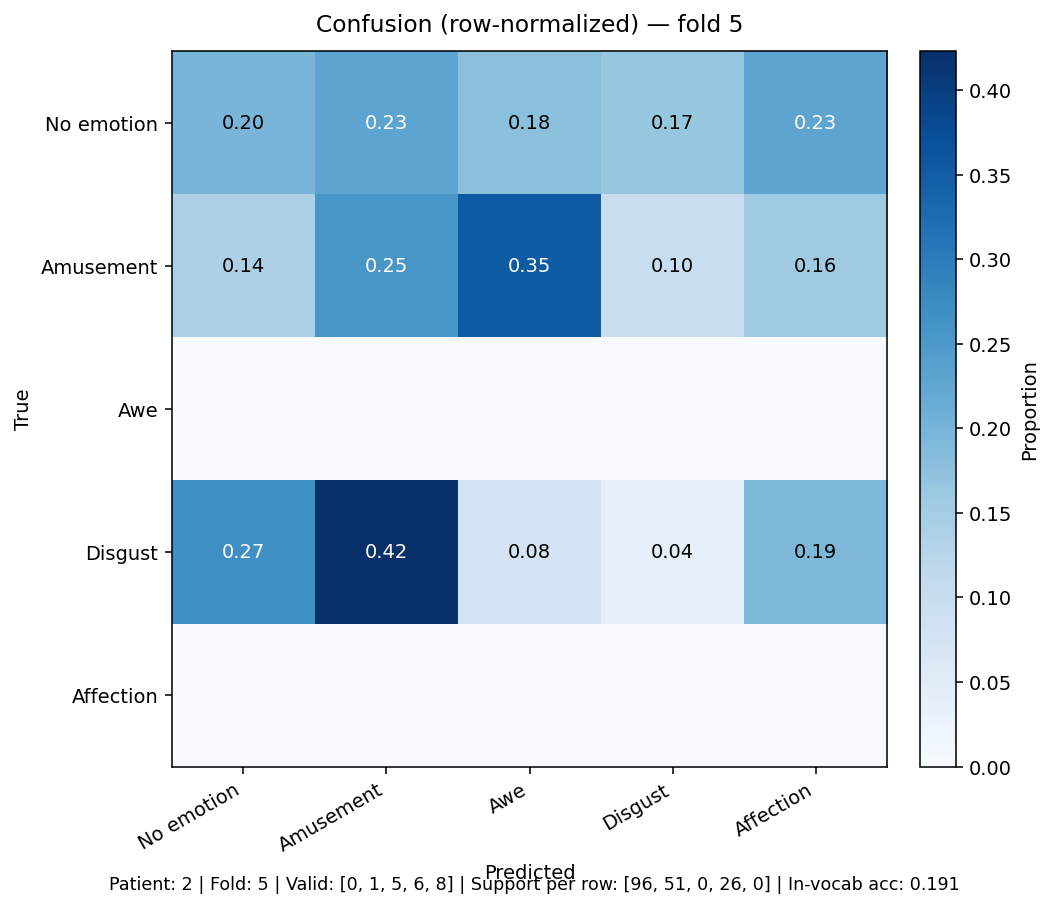 Confusion (row-normalized) — fold 5
No emotion 0.20 0.23 0.18 0.17 0.23
Amusement 0.14 0.25 0.35 0.10 0.16
Awe
Disgust 0.27 0.42 0.08 0.04 0.19
Affection
True
No emotion Amusement Awe Disgust Affection
Predicted
0.40
0.35
0.30
0.25
0.20
0.15
0.10
0.05
0.00
Proportion
Patient: 2 | Fold: 5 | Valid: [0, 1, 5, 6, 8] | Support per row: [96, 51, 0, 26, 0] | In-vocab acc: 0.191